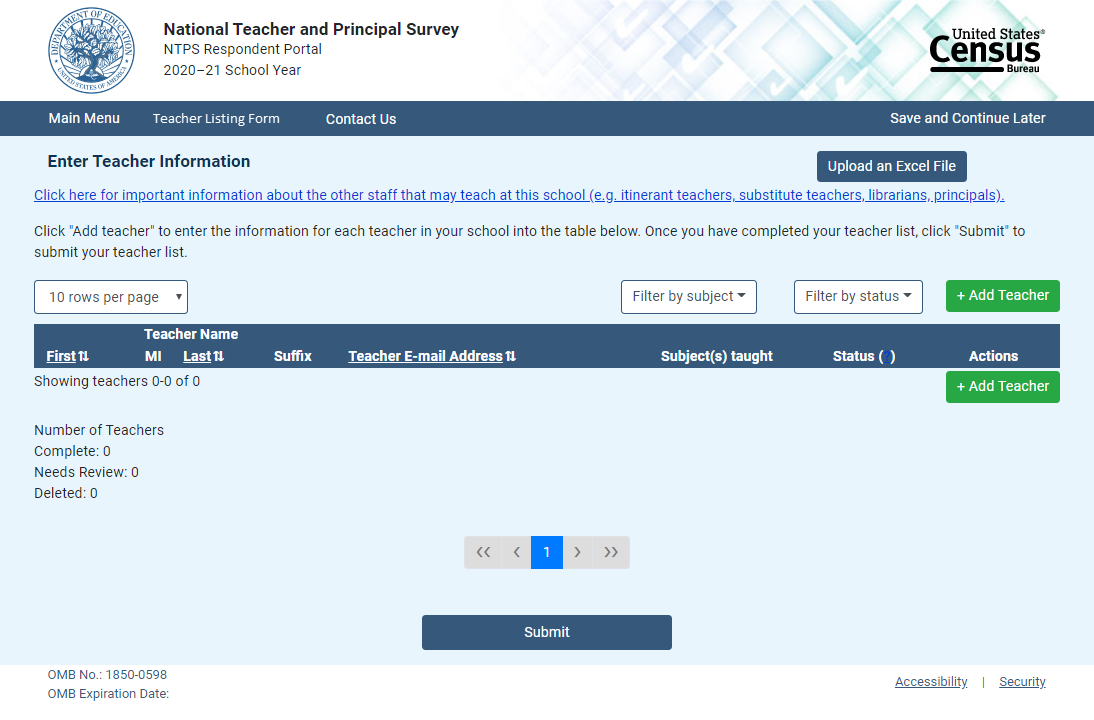 DEPARTMENT OF EDUCATION
UNITED STATES OF AMERICA
National Teacher and Principal Survey
NTPS Respondent Portal
2020–21 School Year
United States®
Census
Bureau
Main Menu Teacher Listing Form Contact Us Save and Continue Later
Enter Teacher Information
Upload an Excel File
Click here for important information about the other staff that may teach at this school (e.g. itinerant teachers, substitute teachers, librarians, principals).
Click "Add teacher" to enter the information for each teacher in your school into the table below. Once you have completed your teacher list, click "Submit" to
submit your teacher list.
10 rows per page Filter by subject Filter by status + Add Teacher
Teacher Name
First MI Last Suffix Teacher E-mail Address Subject(s) taught Status (?) Actions
Showing teachers 0-0 of 0 + Add Teacher
Number of Teachers
Complete: 0
Needs Review: 0
Deleted: 0
<< < 1 > >>
Submit
OMB No.: 1850-0598
OMB Expiration Date:
Accessibility | Security